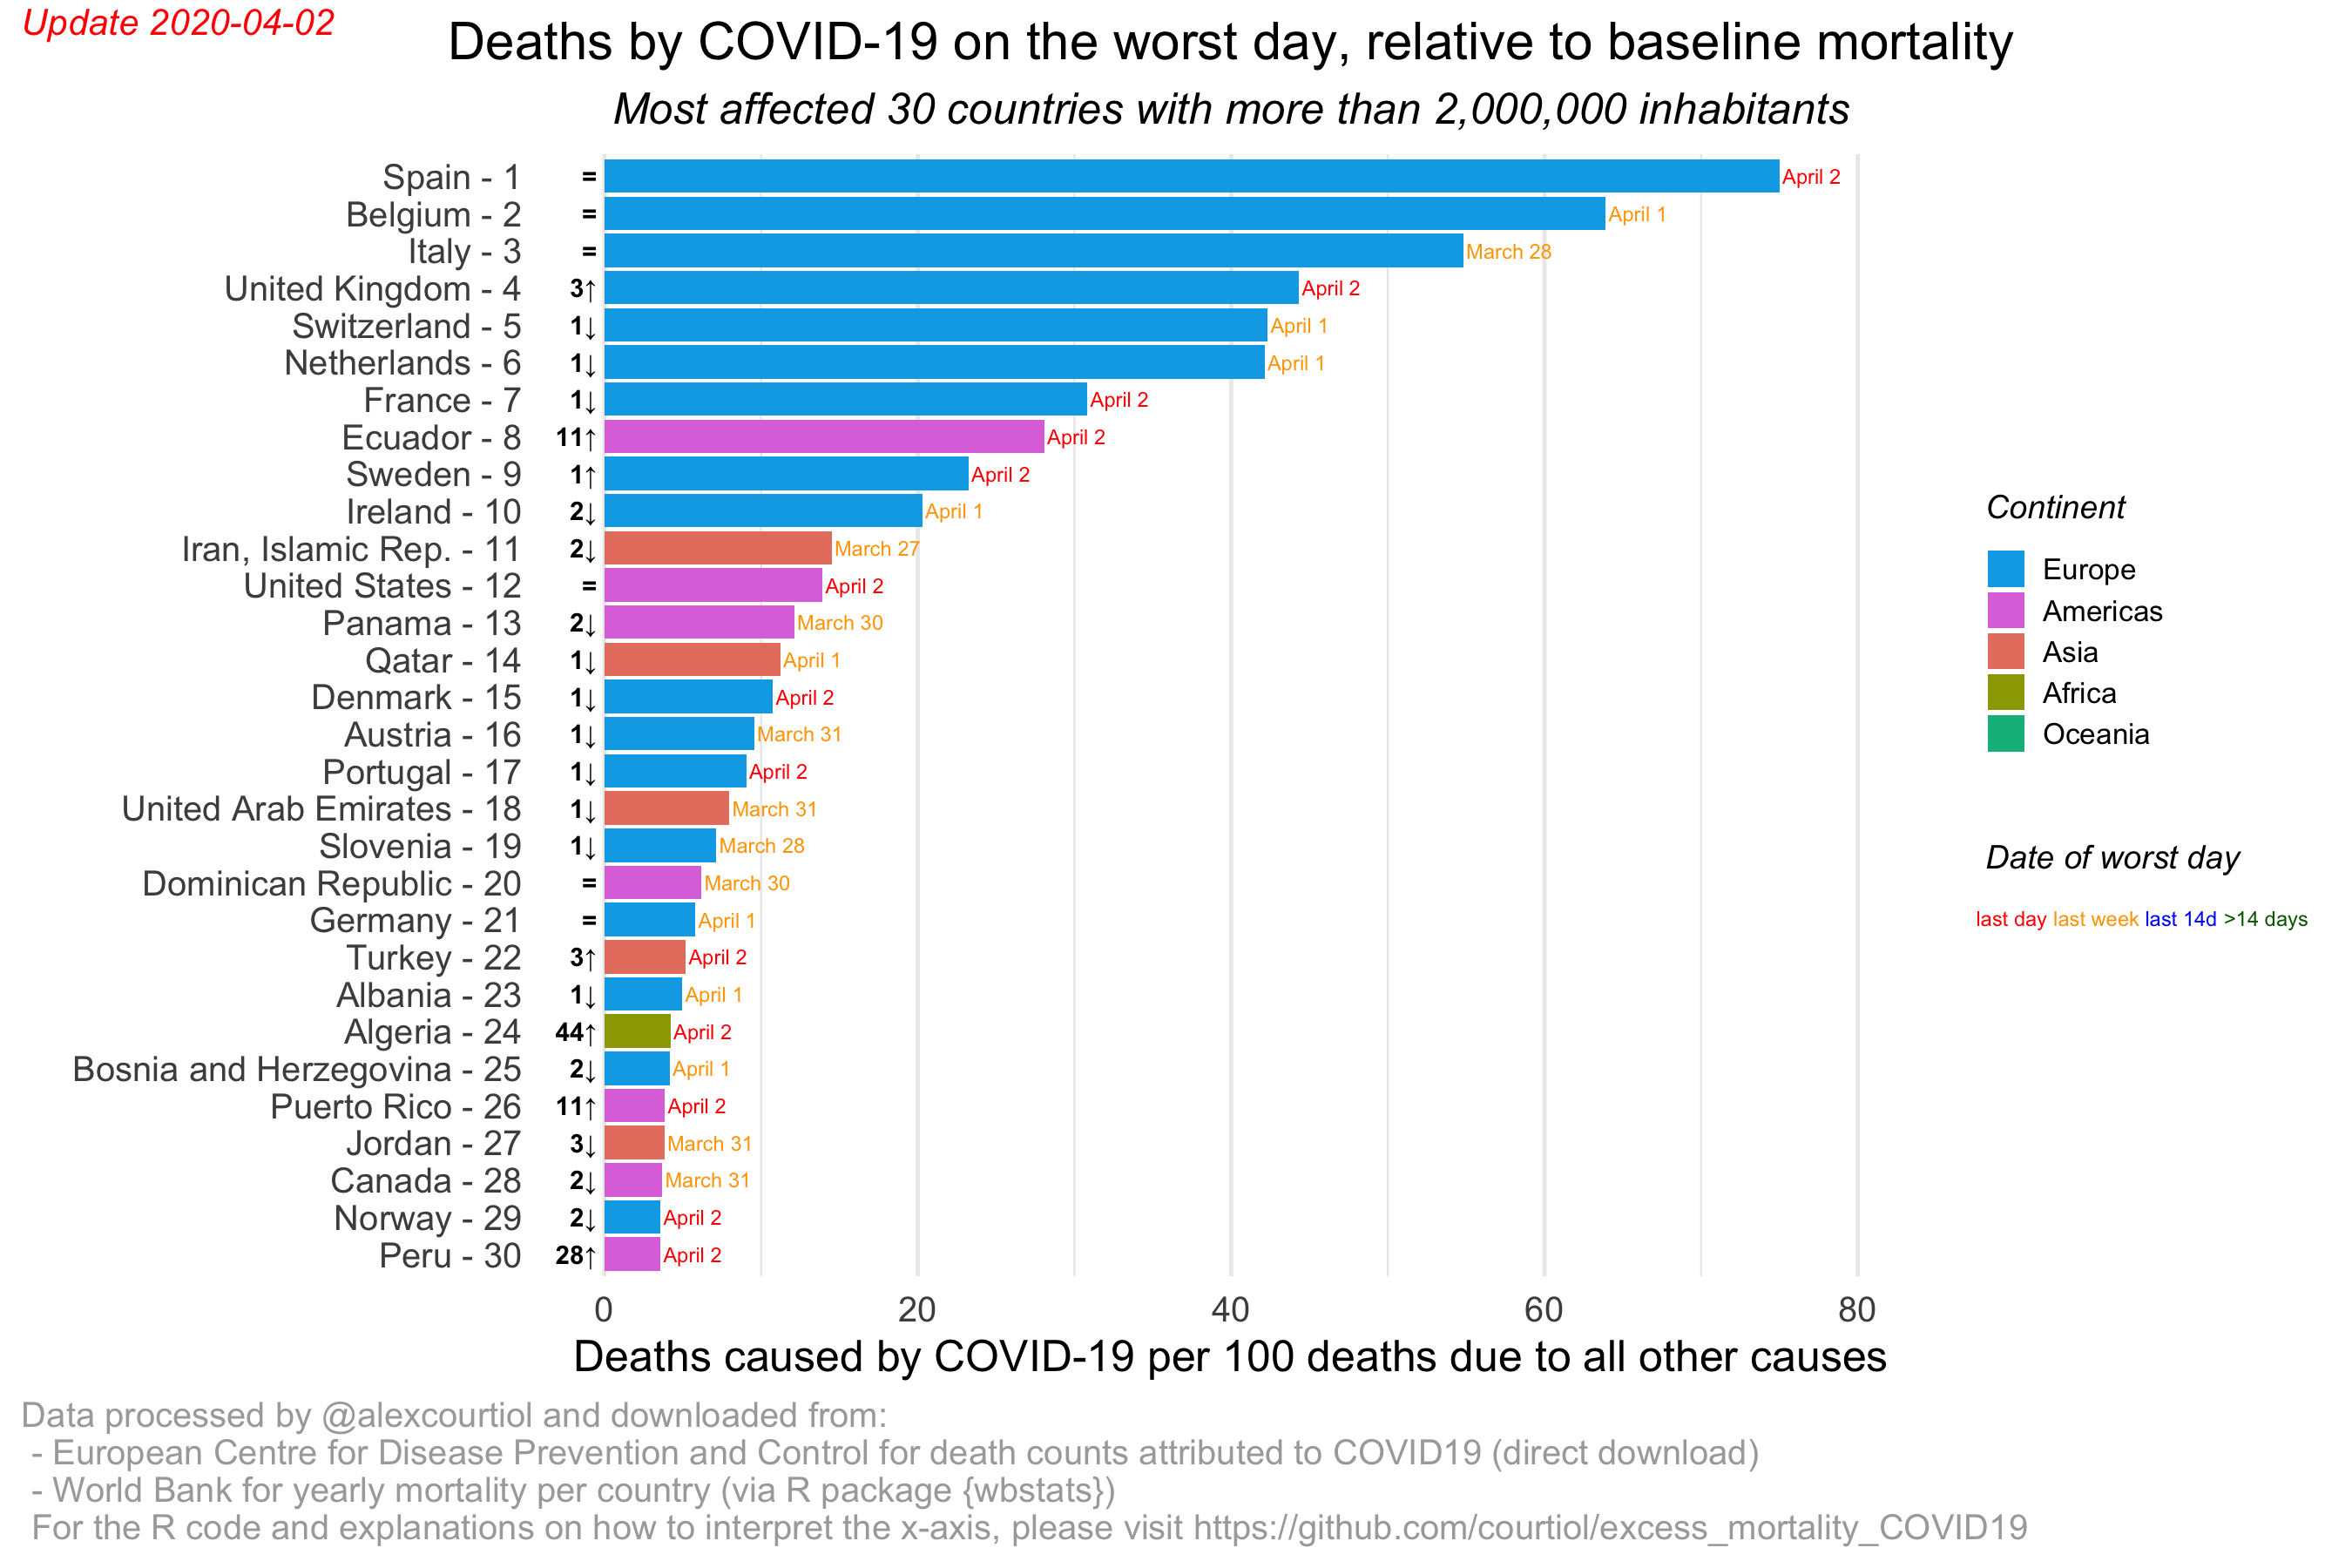 Update 2020-04-02
Deaths by COVID-19 on the worst day, relative to baseline mortality
Most affected 30 countries with more than 2,000,000 inhabitants
Spain - 1 = April 2
Belgium - 2 = April 1
Italy - 3 = March 28
United Kingdom - 4 3↑ April 2
Switzerland - 5 1↓ April 1
Netherlands - 6 1↓ April 1
France - 7 1↓ April 2
Ecuador - 8 11↑ April 2
Sweden - 9 1↑ April 2
Ireland - 10 2↓ April 1
Iran, Islamic Rep. - 11 2↓ March 27
United States - 12 = April 2
Panama - 13 2↓ March 30
Qatar - 14 1↓ April 1
Denmark - 15 1↓ April 2
Austria - 16 1↓ March 31
Portugal - 17 1↓ April 2
United Arab Emirates - 18 1↓ March 31
Slovenia - 19 1↓ March 28
Dominican Republic - 20 = March 30
Germany - 21 = April 1
Turkey - 22 3↑ April 2
Albania - 23 1↓ April 1
Algeria - 24 44↑ April 2
Bosnia and Herzegovina - 25 2↓ April 1
Puerto Rico - 26 11↑ April 2
Jordan - 27 3↓ March 31
Canada - 28 2↓ March 31
Norway - 29 2↓ April 2
Peru - 30 28↑ April 2
0 20 40 60 80
Deaths caused by COVID-19 per 100 deaths due to all other causes
Continent
Europe
Americas
Asia
Africa
Oceania
Date of worst day
last day last week last 14d >14 days
Data processed by @alexcourtiol and downloaded from:
- European Centre for Disease Prevention and Control for death counts attributed to COVID19 (direct download)
- World Bank for yearly mortality per country (via R package {wbstats})
For the R code and explanations on how to interpret the x-axis, please visit https://github.com/courtiol/excess_mortality_COVID19